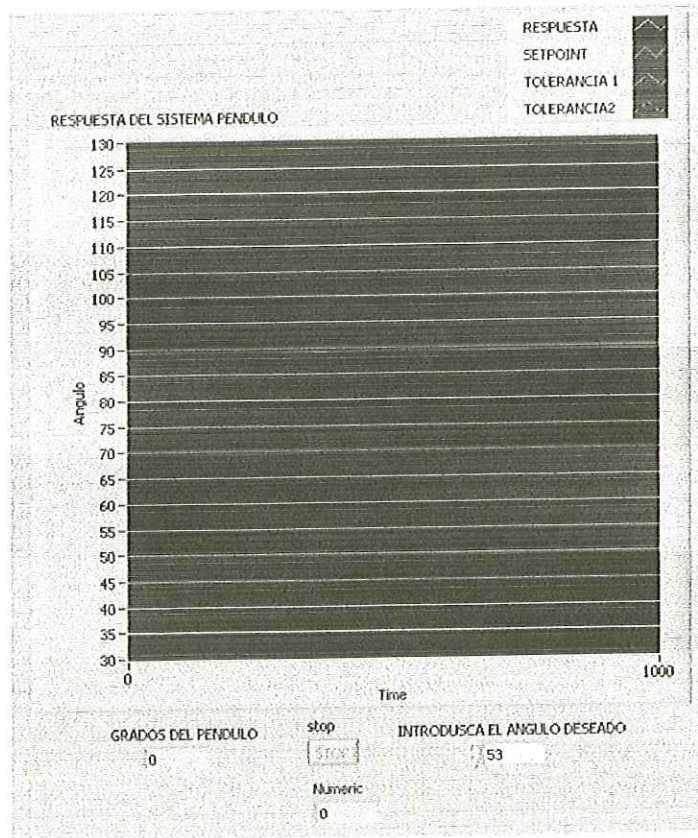 RESPUESTA
SETPOINT
TOLERANCIA 1
TOLERANCIA2
RESPUESTA DEL SISTEMA PENDULO
130
125
120
115
110
105
100
95
90
85
80
75
70
65
60
55
50
45
40
35
30
Angulo
0
1000
Time
GRADOS DEL PENDULO
stop
INTRODUSCA EL ANGULO DESEADO
0
STOP
53
Numeric
0